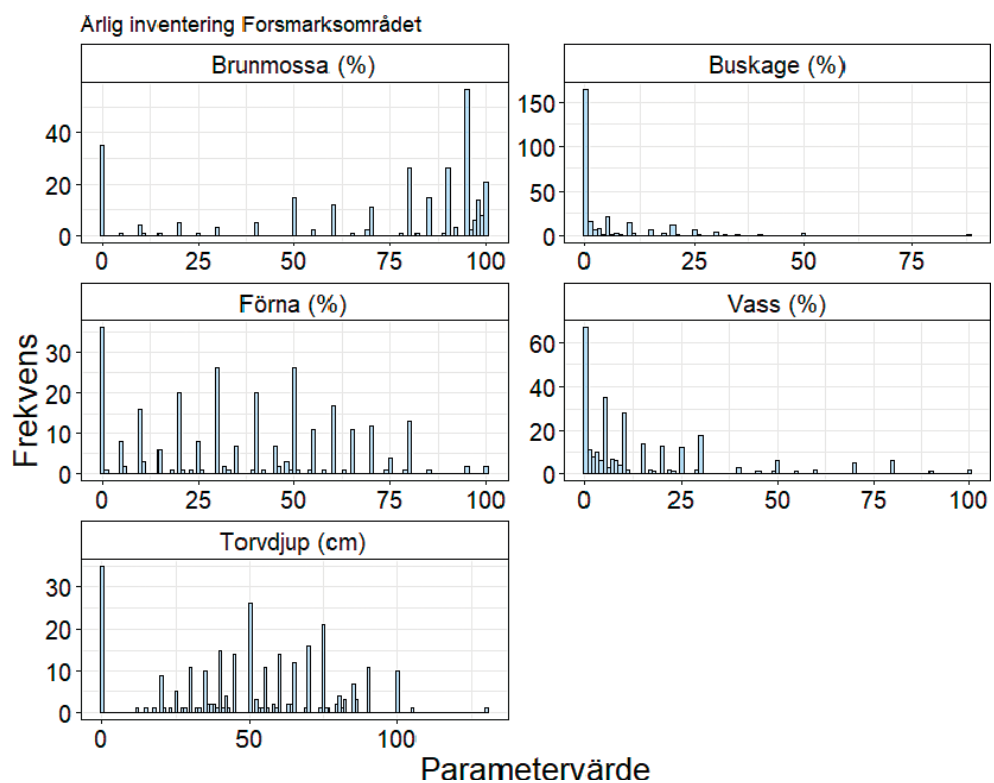 Årlig inventering Forsmarksområdet
Brunmossa (%)
Buskage (%)
40
20
0
0 25 50 75 100
150
100
50
0
0 25 50 75
Förna (%)
Vass (%)
30
20
10
0
0 25 50 75 100
60
40
20
0
0 25 50 75 100
Torvdjup (cm)
30
20
10
0
0 50 100
Frekvens
Parametervärde